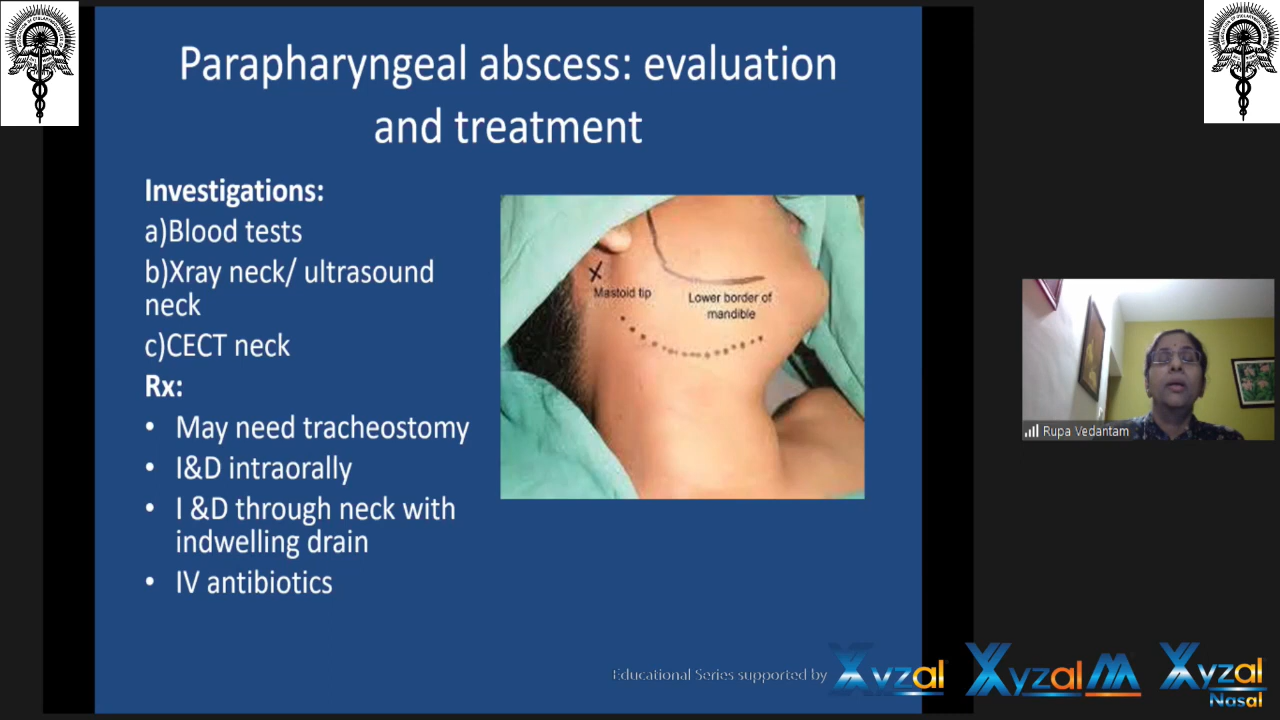 Parapharyngeal abscess: evaluation
and treatment
Investigations:
a)Blood tests
b)Xray neck/ ultrasound
neck
c)CECT neck
Rx:
• May need tracheostomy
• I&D intraorally
• I &D through neck with
indwelling drain
• IV antibiotics
Mastoid tip
Lower border of
mandible
Rupa Vedantam
Educational Series supported by
Xyzal
Xyzal M
Xyzal
Nasal